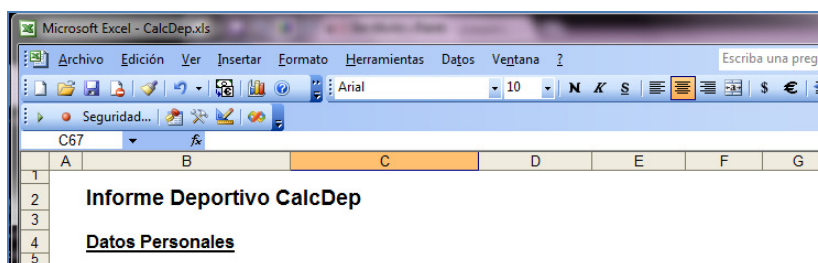 Microsoft Excel - CalcDep.xls
Archivo Edición Ver Insertar Formato Herramientas Datos Ventana ? Escriba una preg
Arial 10 N K S $ €
Seguridad...
C67 fx
A B C D E F G
1
2 Informe Deportivo CalcDep
3
4 Datos Personales
5